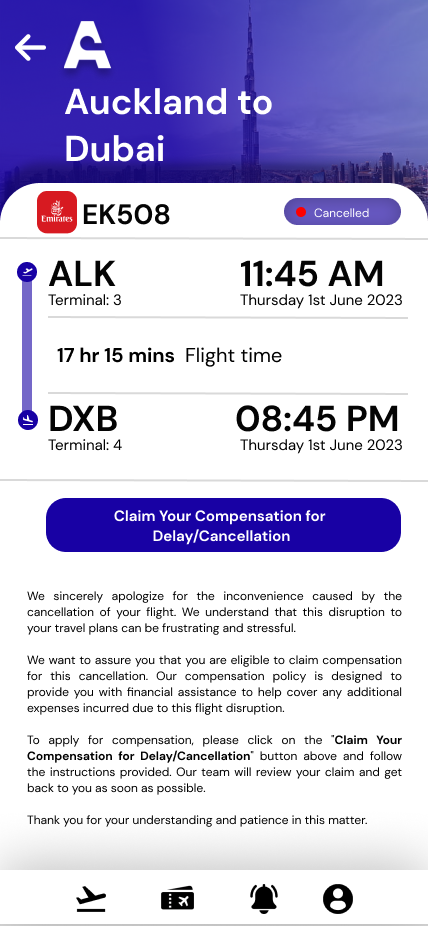 Auckland to
Dubai
Emirates
EK508
Cancelled
ALK
11:45 AM
Terminal: 3
Thursday 1st June 2023
17 hr 15 mins Flight time
DXB
08:45 PM
Terminal: 4
Thursday 1st June 2023
Claim Your Compensation for
Delay/Cancellation
We sincerely apologize for the inconvenience caused by the
cancellation of your flight. We understand that this disruption to
your travel plans can be frustrating and stressful.
We want to assure you that you are eligible to claim compensation
for this cancellation. Our compensation policy is designed to
provide you with financial assistance to help cover any additional
expenses incurred due to this flight disruption.
To apply for compensation, please click on the "Claim Your
Compensation for Delay/Cancellation" button above and follow
the instructions provided. Our team will review your claim and get
back to you as soon as possible.
Thank you for your understanding and patience in this matter.